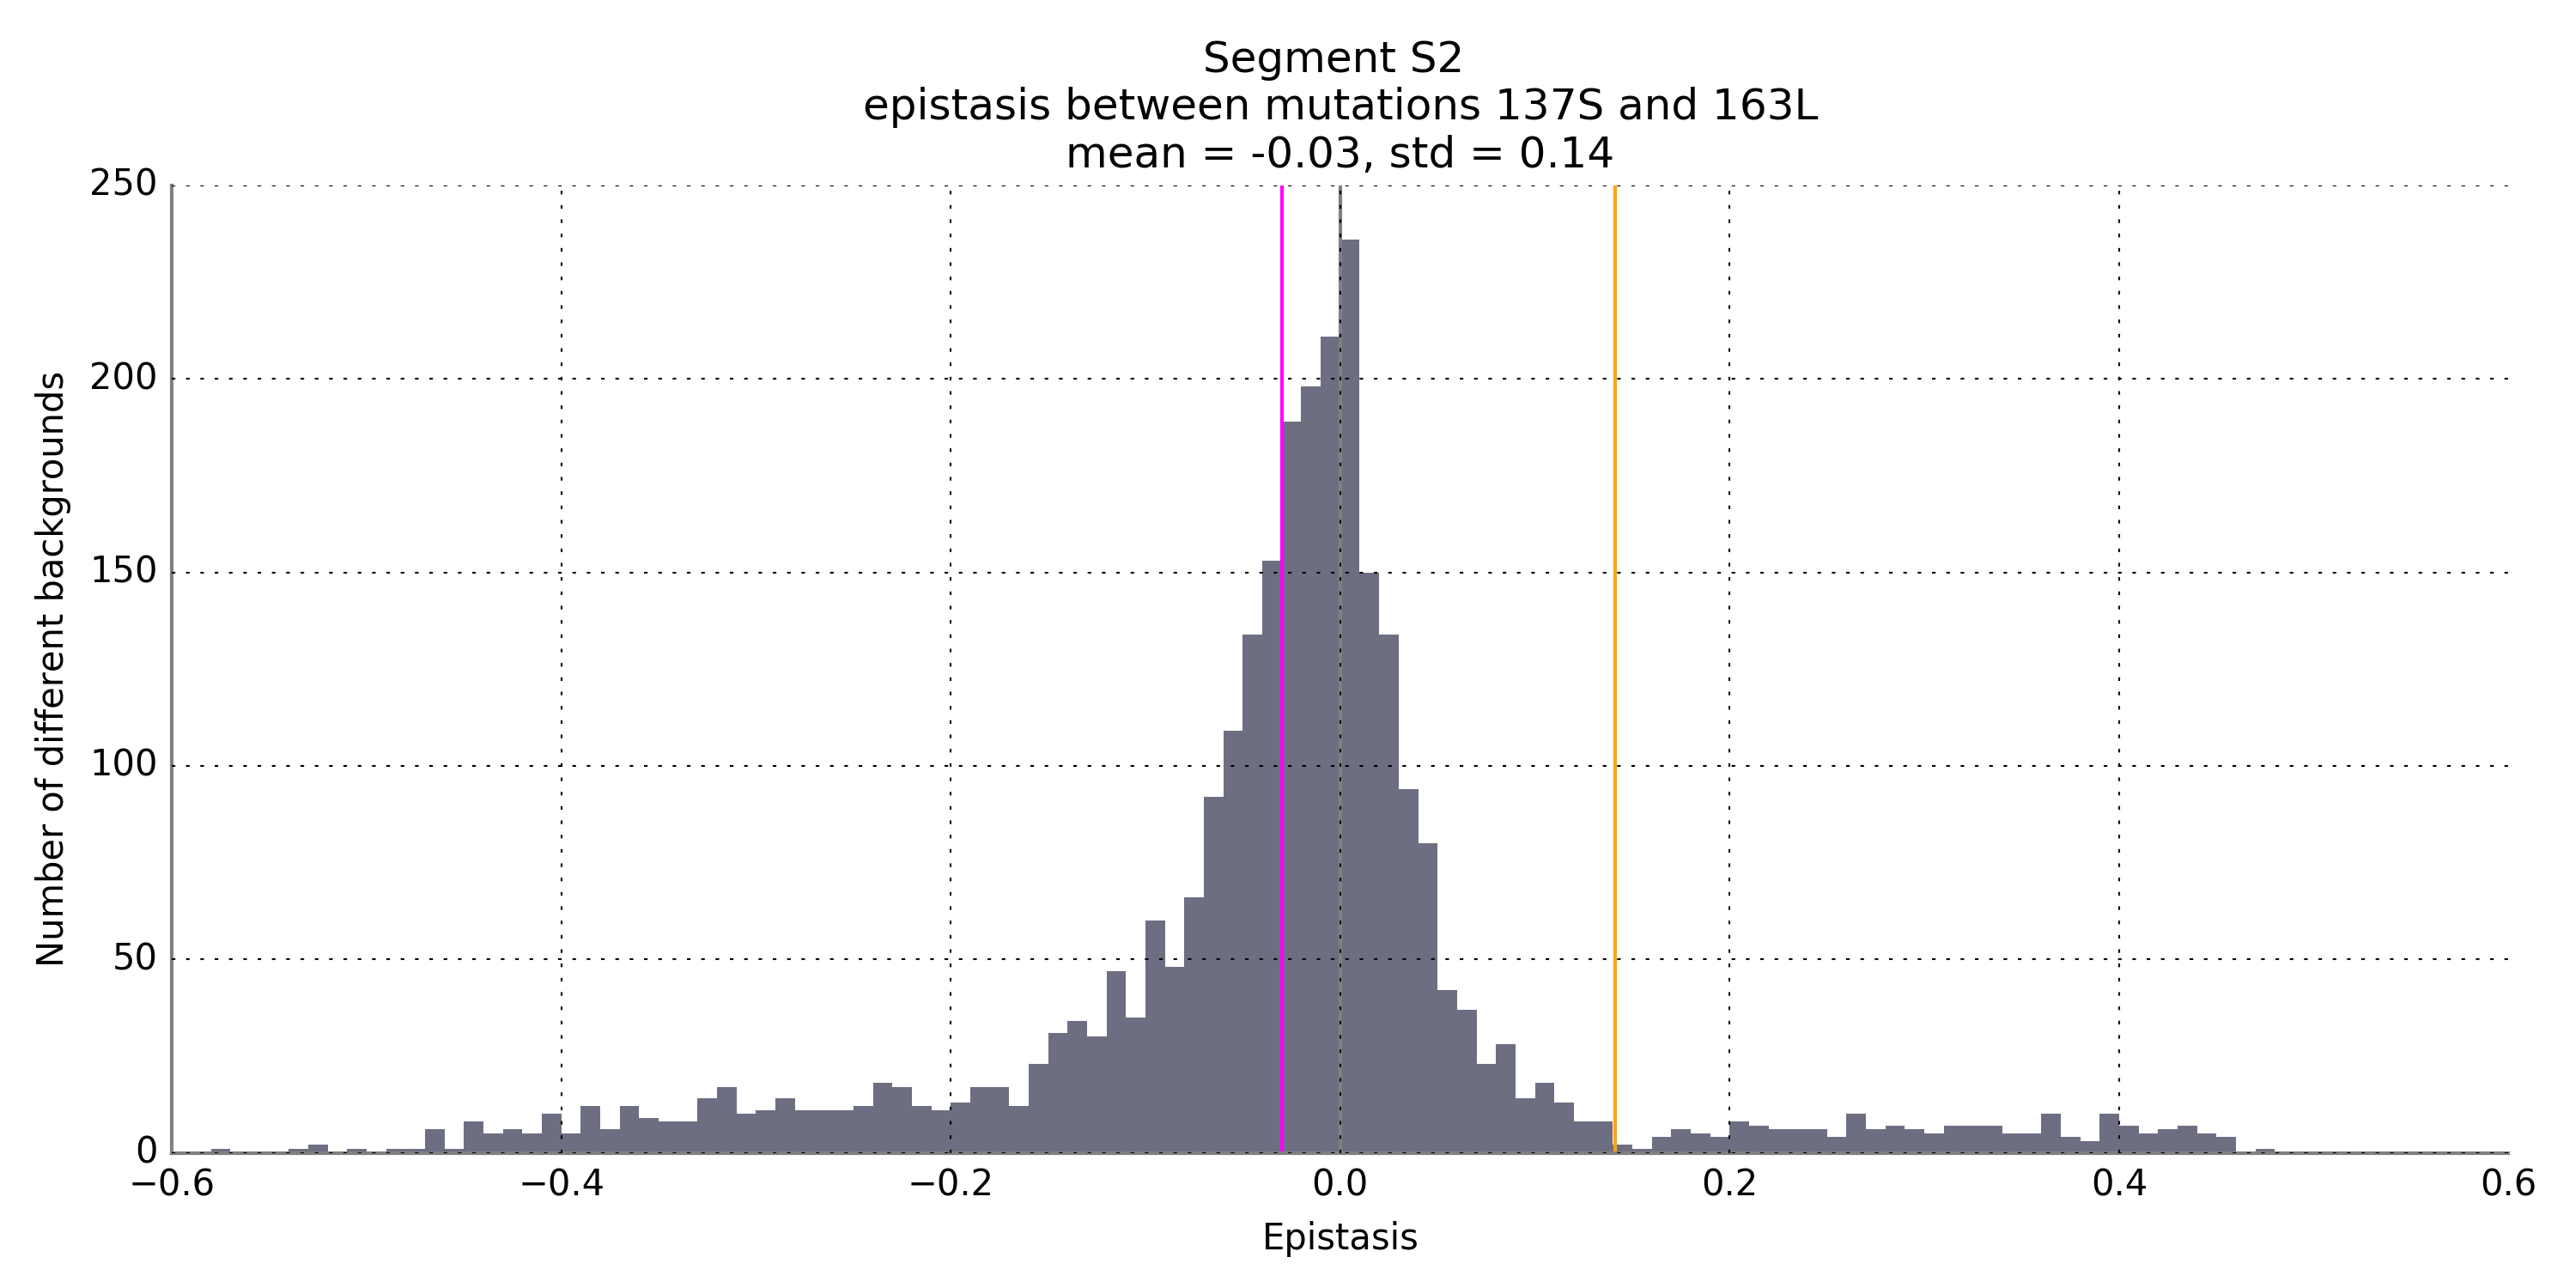 Segment S2
epistasis between mutations 137S and 163L
mean = -0.03, std = 0.14
250
200
150
100
50
0
Number of different backgrounds
−0.6 −0.4 −0.2 0.0 0.2 0.4 0.6
Epistasis